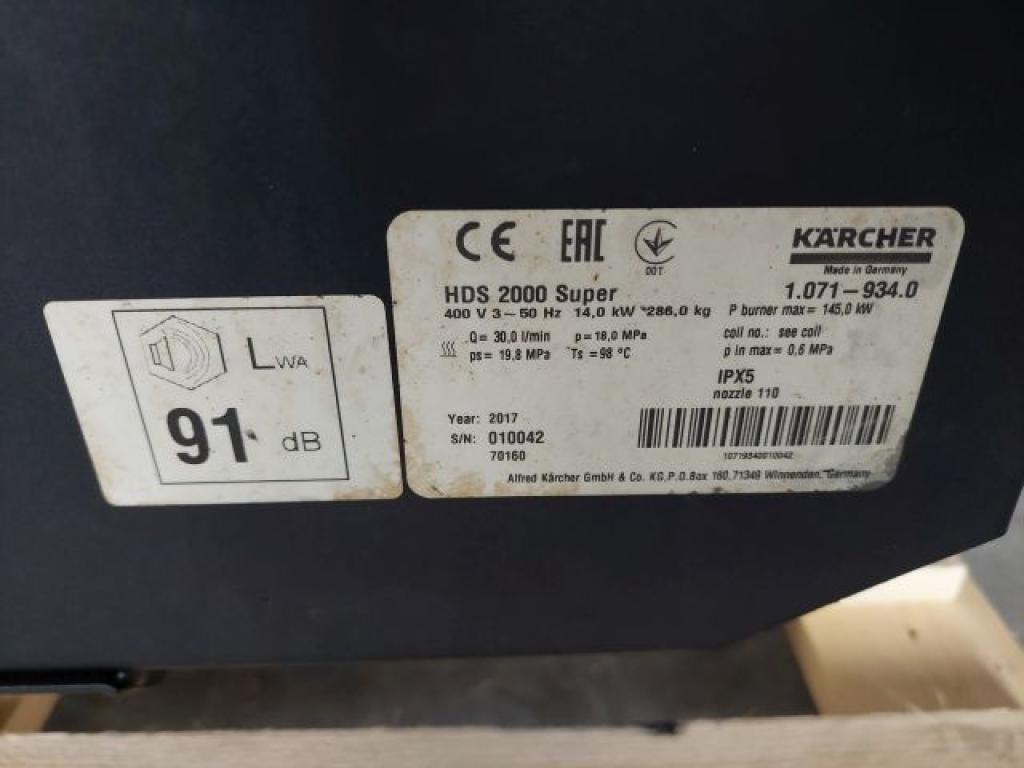 LWA
91 dB
CE EAC
001
KÄRCHER
Made in Germany
HDS 2000 Super
1.071-934.0
400 V 3~50 Hz 14,0 kW *286,0 kg
P burner max= 145,0 kW
Q= 30,0 l/min p=18,0 MPa
coil no.: see coil
ps= 19,8 MPa Ts =98 °C
p in max= 0,6 MPa
IPX5
nozzle 110
Year: 2017
S/N: 010042
70160
10719340010042
Alfred Kärcher GmbH & Co. KG,P.O.Box 160,71349 Winnenden, Germany